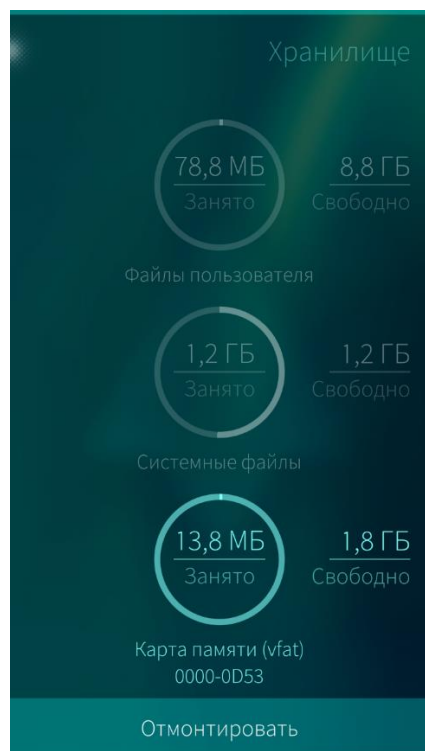 Хранилище
78,8 МБ
Занято
8,8 ГБ
Свободно
Файлы пользователя
1,2 ГБ
Занято
1,2 ГБ
Свободно
Системные файлы
13,8 МБ
Занято
1,8 ГБ
Свободно
Карта памяти (vfat)
0000-0D53
Отмонтировать